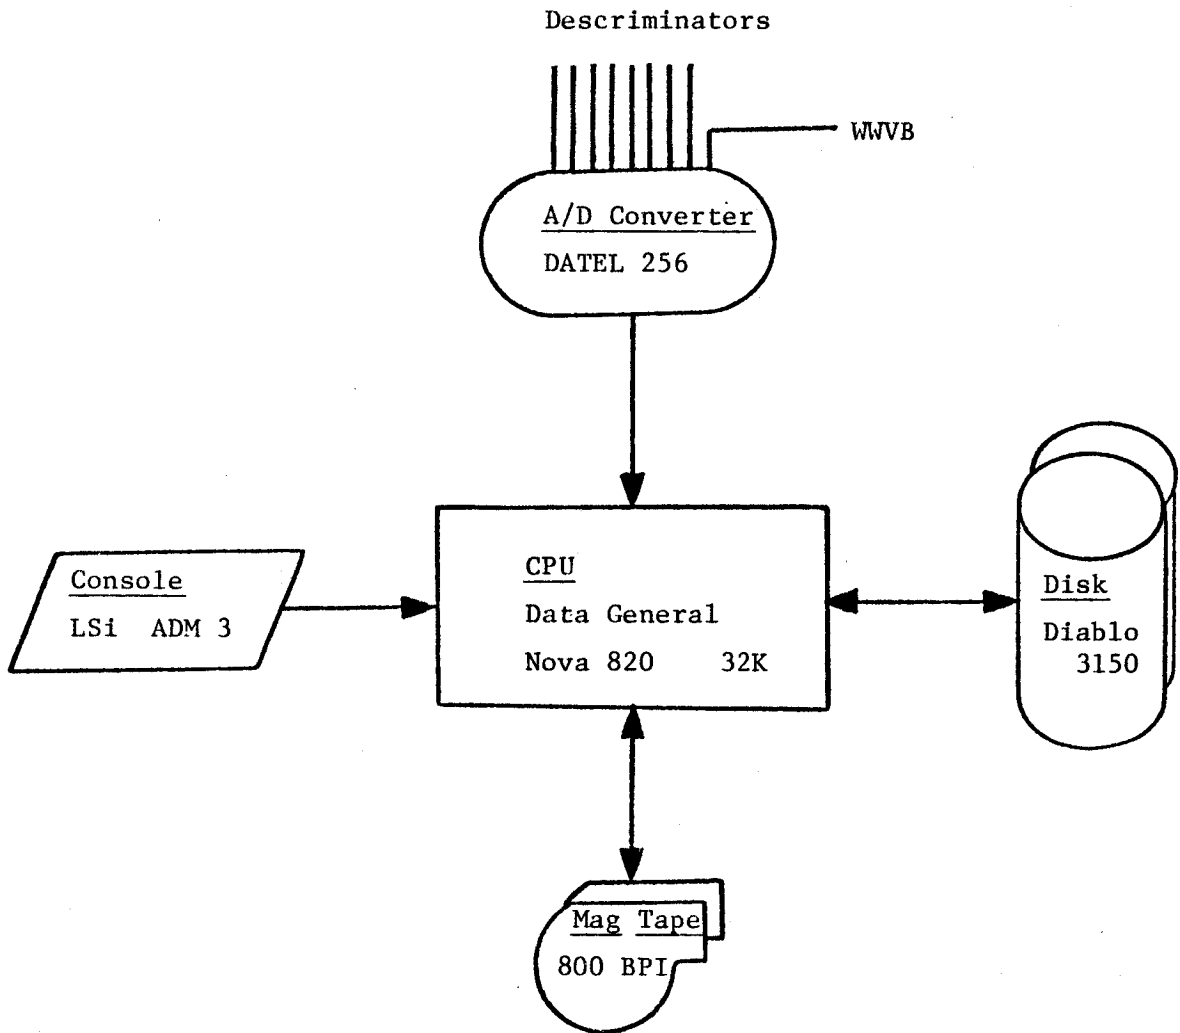 Descriminators
WWVB
A/D Converter
DATEL 256
Console
LSi ADM 3
CPU
Data General
Nova 820 32K
Disk
Diablo
3150
Mag Tape
800 BPI